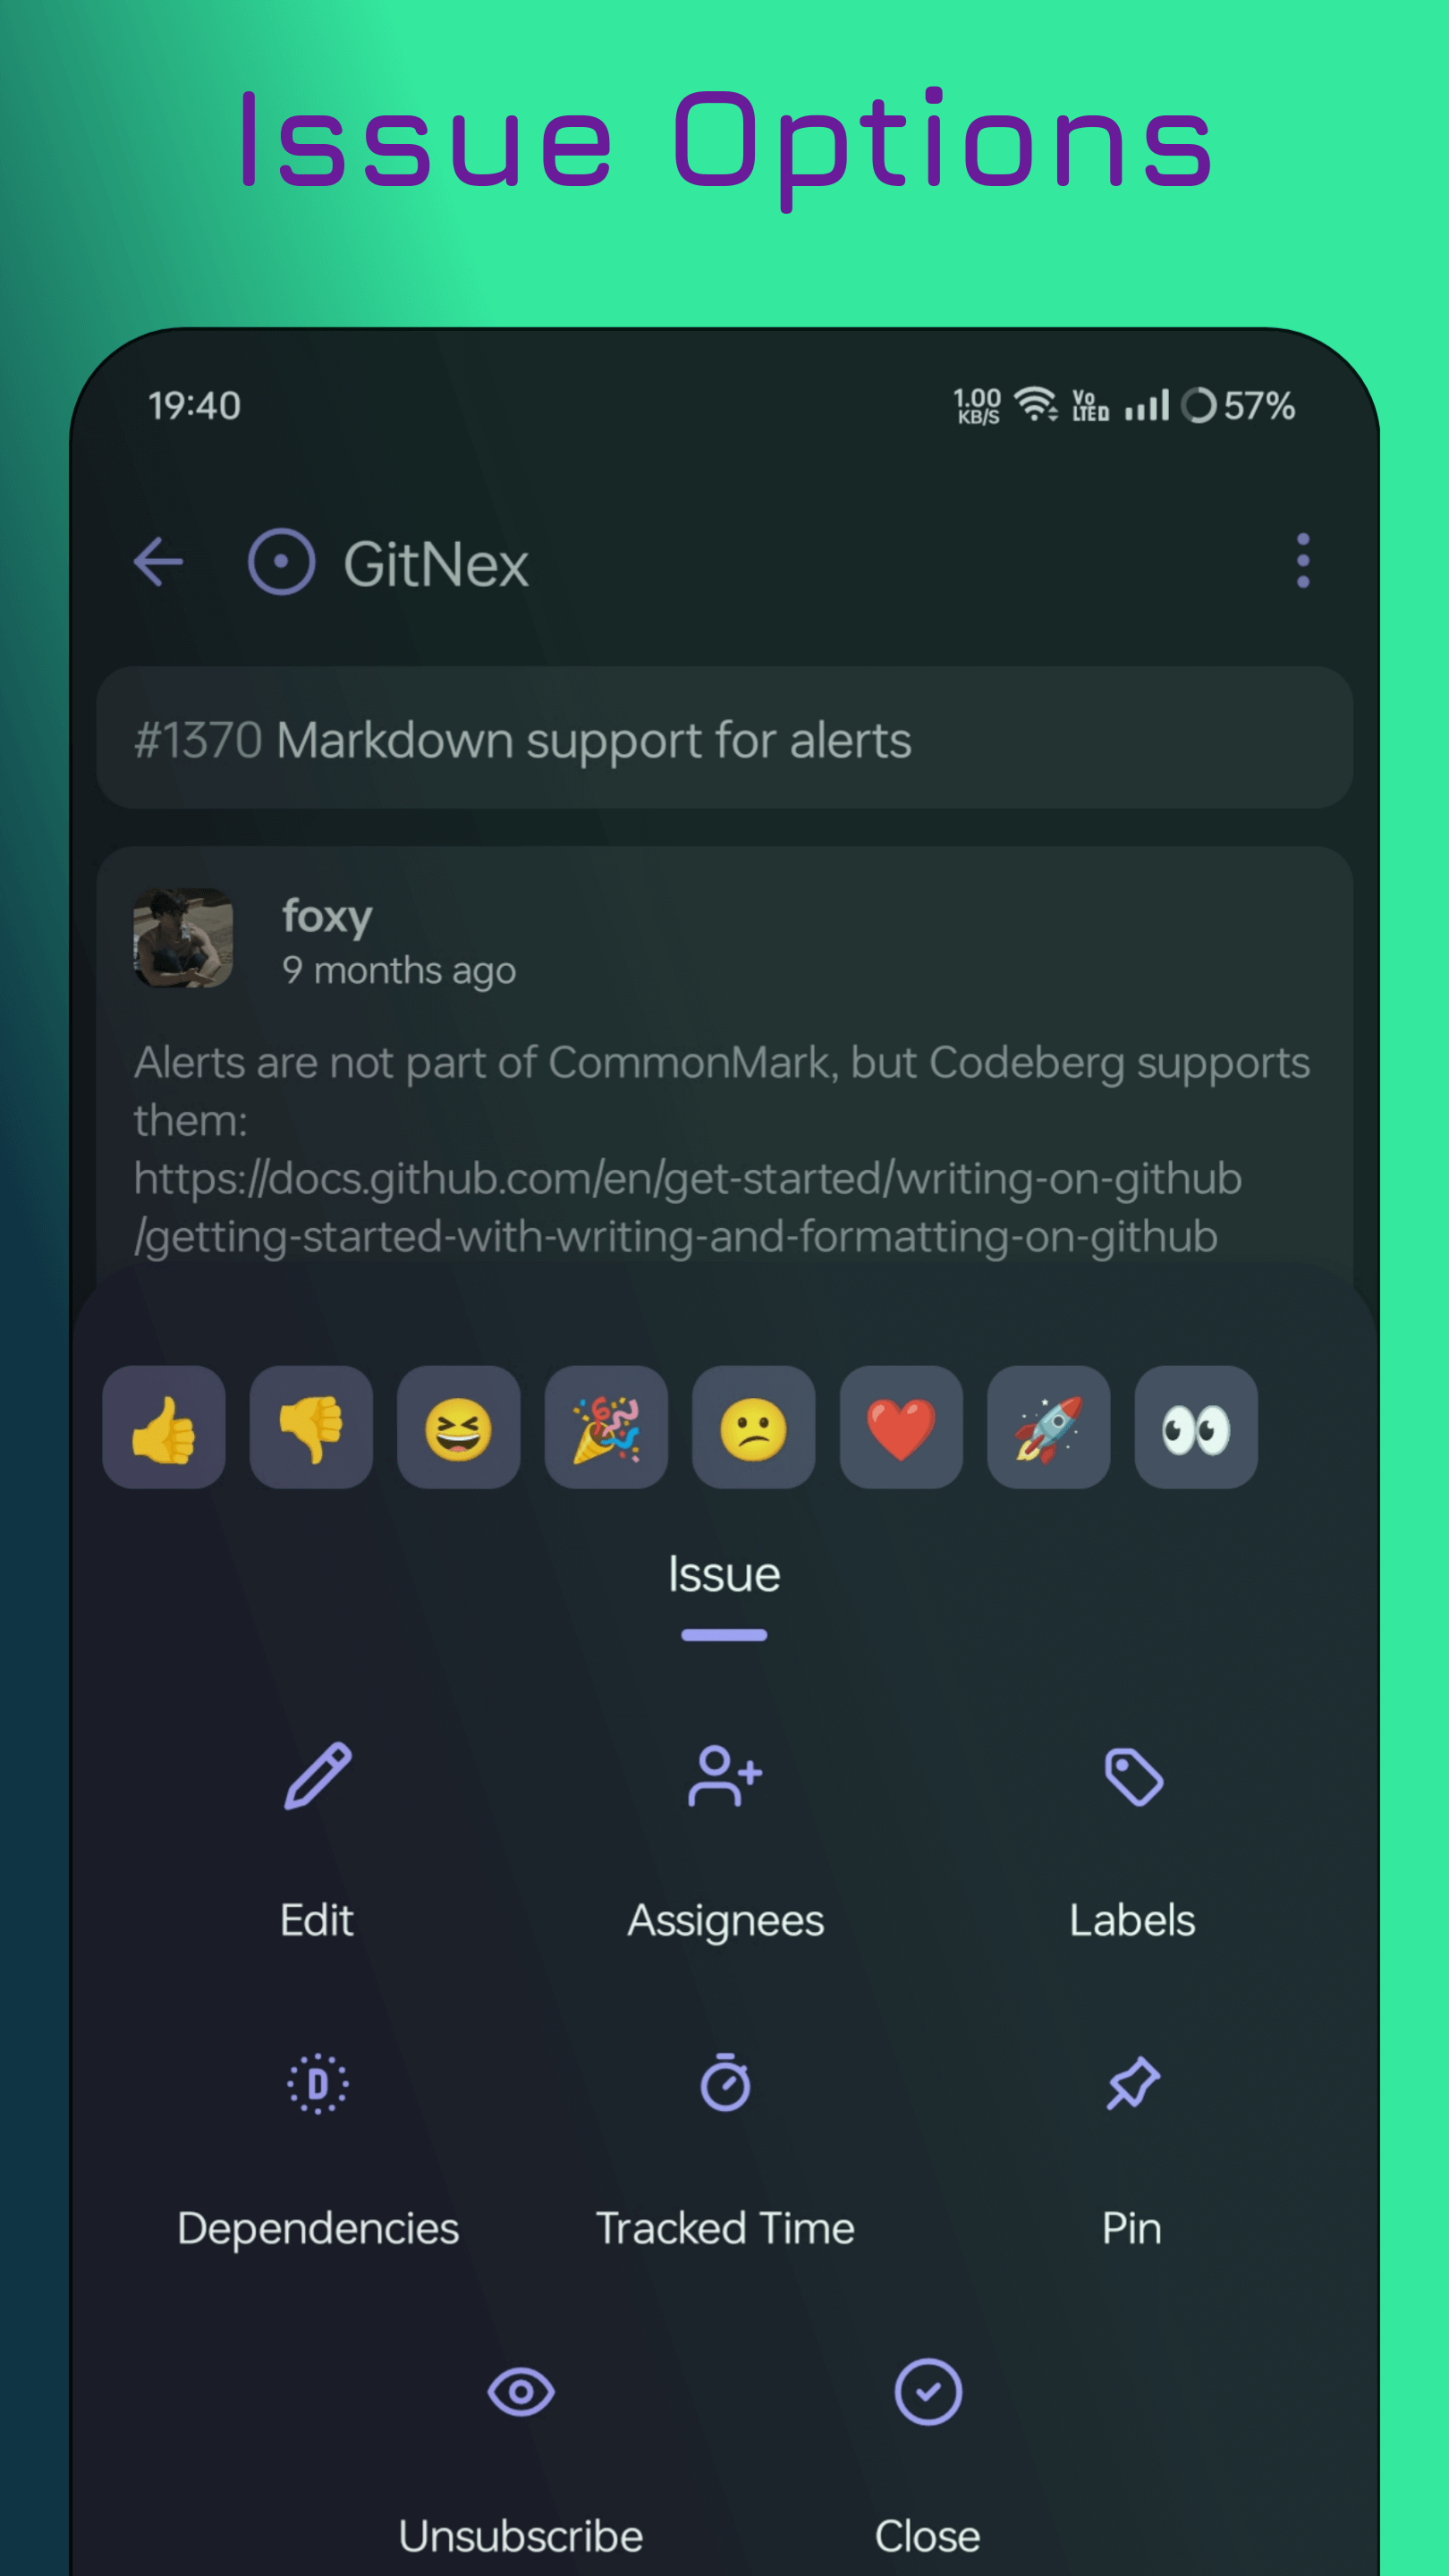 Issue Options
19:40
1.00 KB/S Vo LTE 57%
GitNex
#1370 Markdown support for alerts
foxy
9 months ago
Alerts are not part of CommonMark, but Codeberg supports
them:
https://docs.github.com/en/get-started/writing-on-github
/getting-started-with-writing-and-formatting-on-github
Issue
Edit Assignees Labels
D
Dependencies Tracked Time Pin
Unsubscribe Close